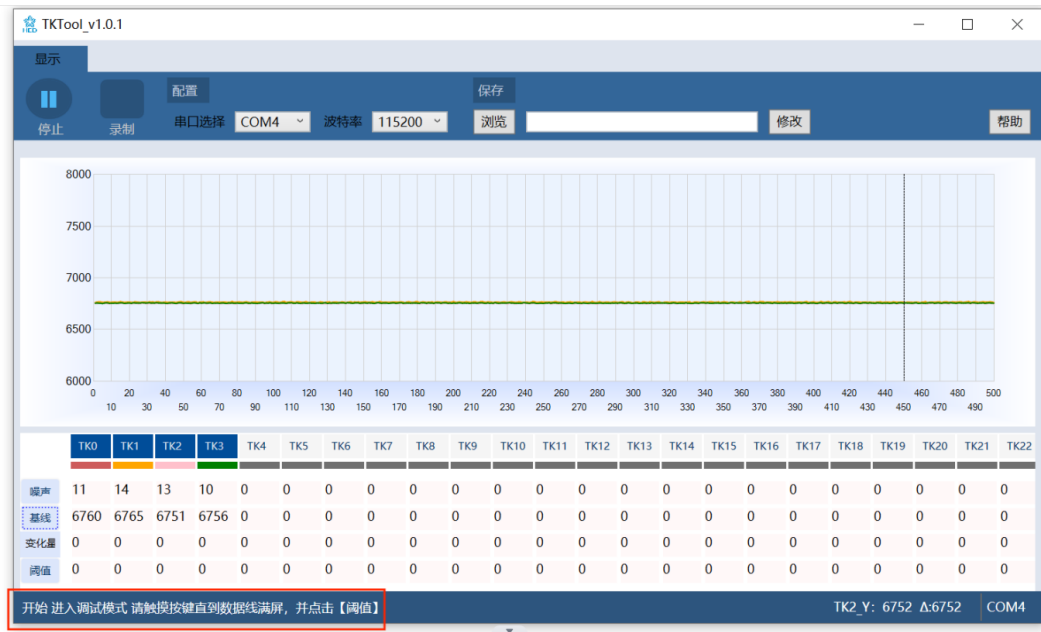 HED TKTool_v1.0.1
显示
配置 保存
串口选择 COM4 波特率 115200 浏览 修改 帮助
停止 录制
8000
7500
7000
6500
6000
0 20 40 60 80 100 120 140 160 180 200 220 240 260 280 300 320 340 360 380 400 420 440 460 480 500
10 30 50 70 90 110 130 150 170 190 210 230 250 270 290 310 330 350 370 390 410 430 450 470 490
TK0 TK1 TK2 TK3 TK4 TK5 TK6 TK7 TK8 TK9 TK10 TK11 TK12 TK13 TK14 TK15 TK16 TK17 TK18 TK19 TK20 TK21 TK22
噪声 11 14 13 10 0 0 0 0 0 0 0 0 0 0 0 0 0 0 0 0 0 0 0
基线 6760 6765 6751 6756 0 0 0 0 0 0 0 0 0 0 0 0 0 0 0 0 0 0 0
变化量 0 0 0 0 0 0 0 0 0 0 0 0 0 0 0 0 0 0 0 0 0 0 0
阈值 0 0 0 0 0 0 0 0 0 0 0 0 0 0 0 0 0 0 0 0 0 0 0
开始 进入调试模式 请触摸按键直到数据线满屏，并点击【阈值】 TK2_Y: 6752 Δ:6752 COM4